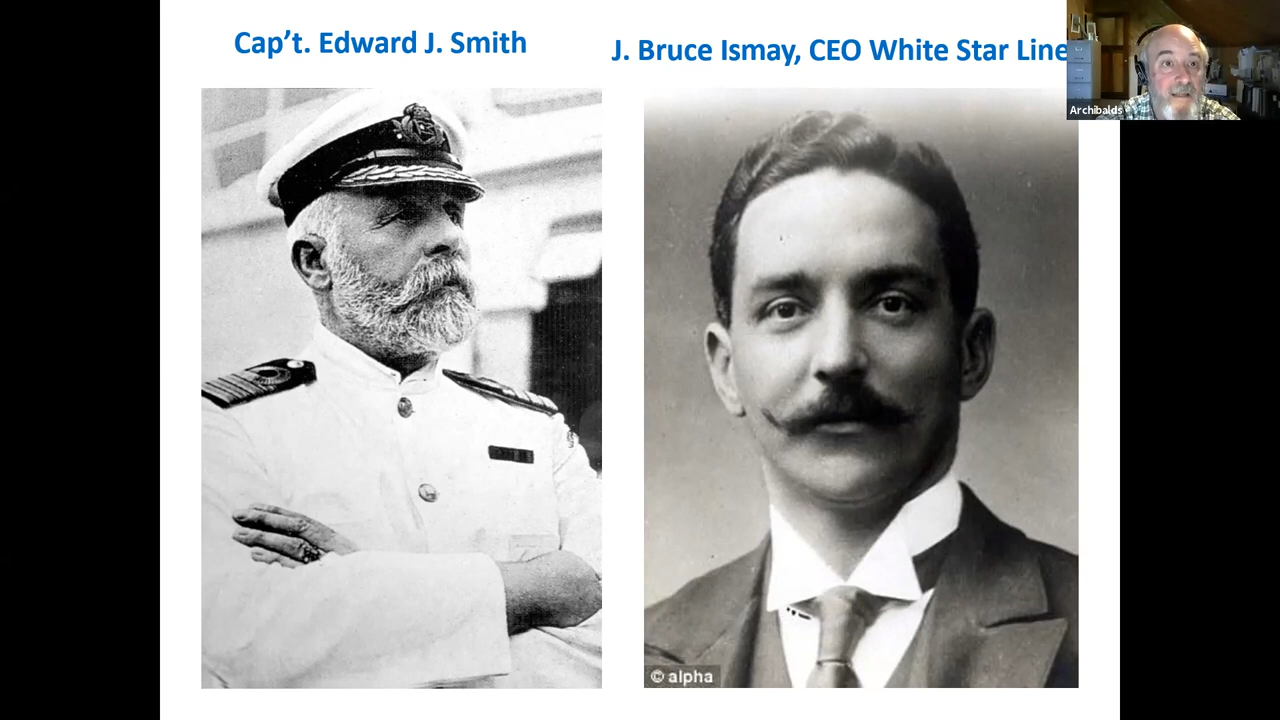 Cap’t. Edward J. Smith
J. Bruce Ismay, CEO White Star Line
Archibalds
© alpha